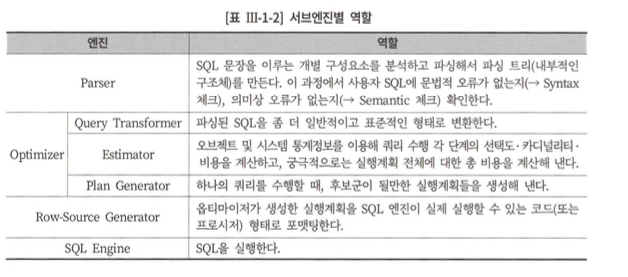 [표 Ⅲ-1-2] 서브엔진별 역할
엔진 역할
Parser
SQL 문장을 이루는 개별 구성요소를 분석하고 파싱해서 파싱 트리(내부적인
구조체)를 만든다. 이 과정에서 사용자 SQL에 문법적 오류가 없는지(→ Syntax
체크), 의미상 오류가 없는지(→ Semantic 체크) 확인한다.
Optimizer
Query Transformer 파싱된 SQL을 좀 더 일반적이고 표준적인 형태로 변환한다.
Estimator
오브젝트 및 시스템 통계정보를 이용해 쿼리 수행 각 단계의 선택도·카디널리티·
비용을 계산하고, 궁극적으로는 실행계획 전체에 대한 총 비용을 계산해 낸다.
Plan Generator 하나의 쿼리를 수행할 때, 후보군이 될만한 실행계획들을 생성해 낸다.
Row-Source Generator
옵티마이저가 생성한 실행계획을 SQL 엔진이 실제 실행할 수 있는 코드(또는
프로시저) 형태로 포맷팅한다.
SQL Engine SQL을 실행한다.